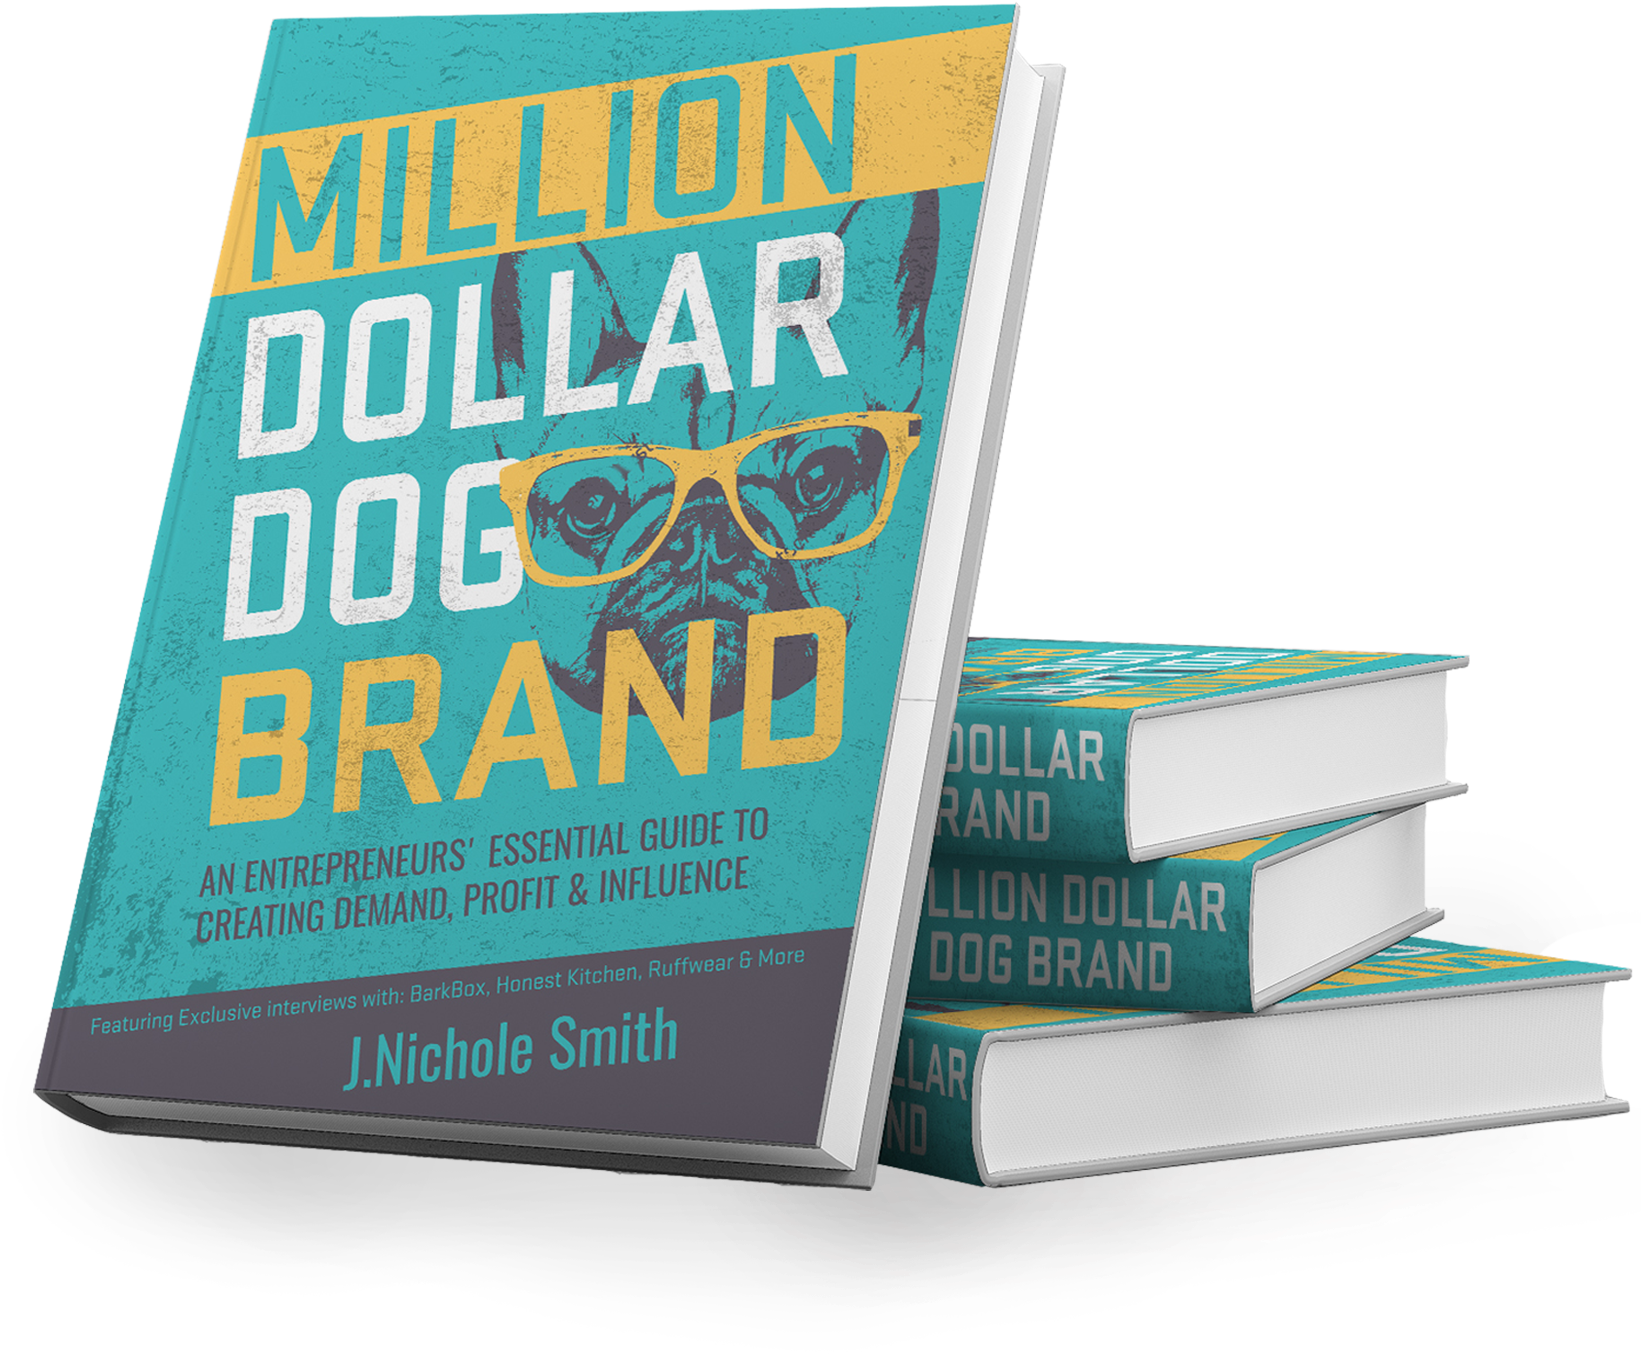 MILLION
DOLLAR
DOG
BRAND
AN ENTREPRENEURS' ESSENTIAL GUIDE TO
CREATING DEMAND, PROFIT & INFLUENCE
Featuring Exclusive interviews with: BarkBox, Honest Kitchen, Ruffwear & More
J.Nichole Smith
DOLLAR
RAND
LLION DOLLAR
DOG BRAND
LLAR
ND